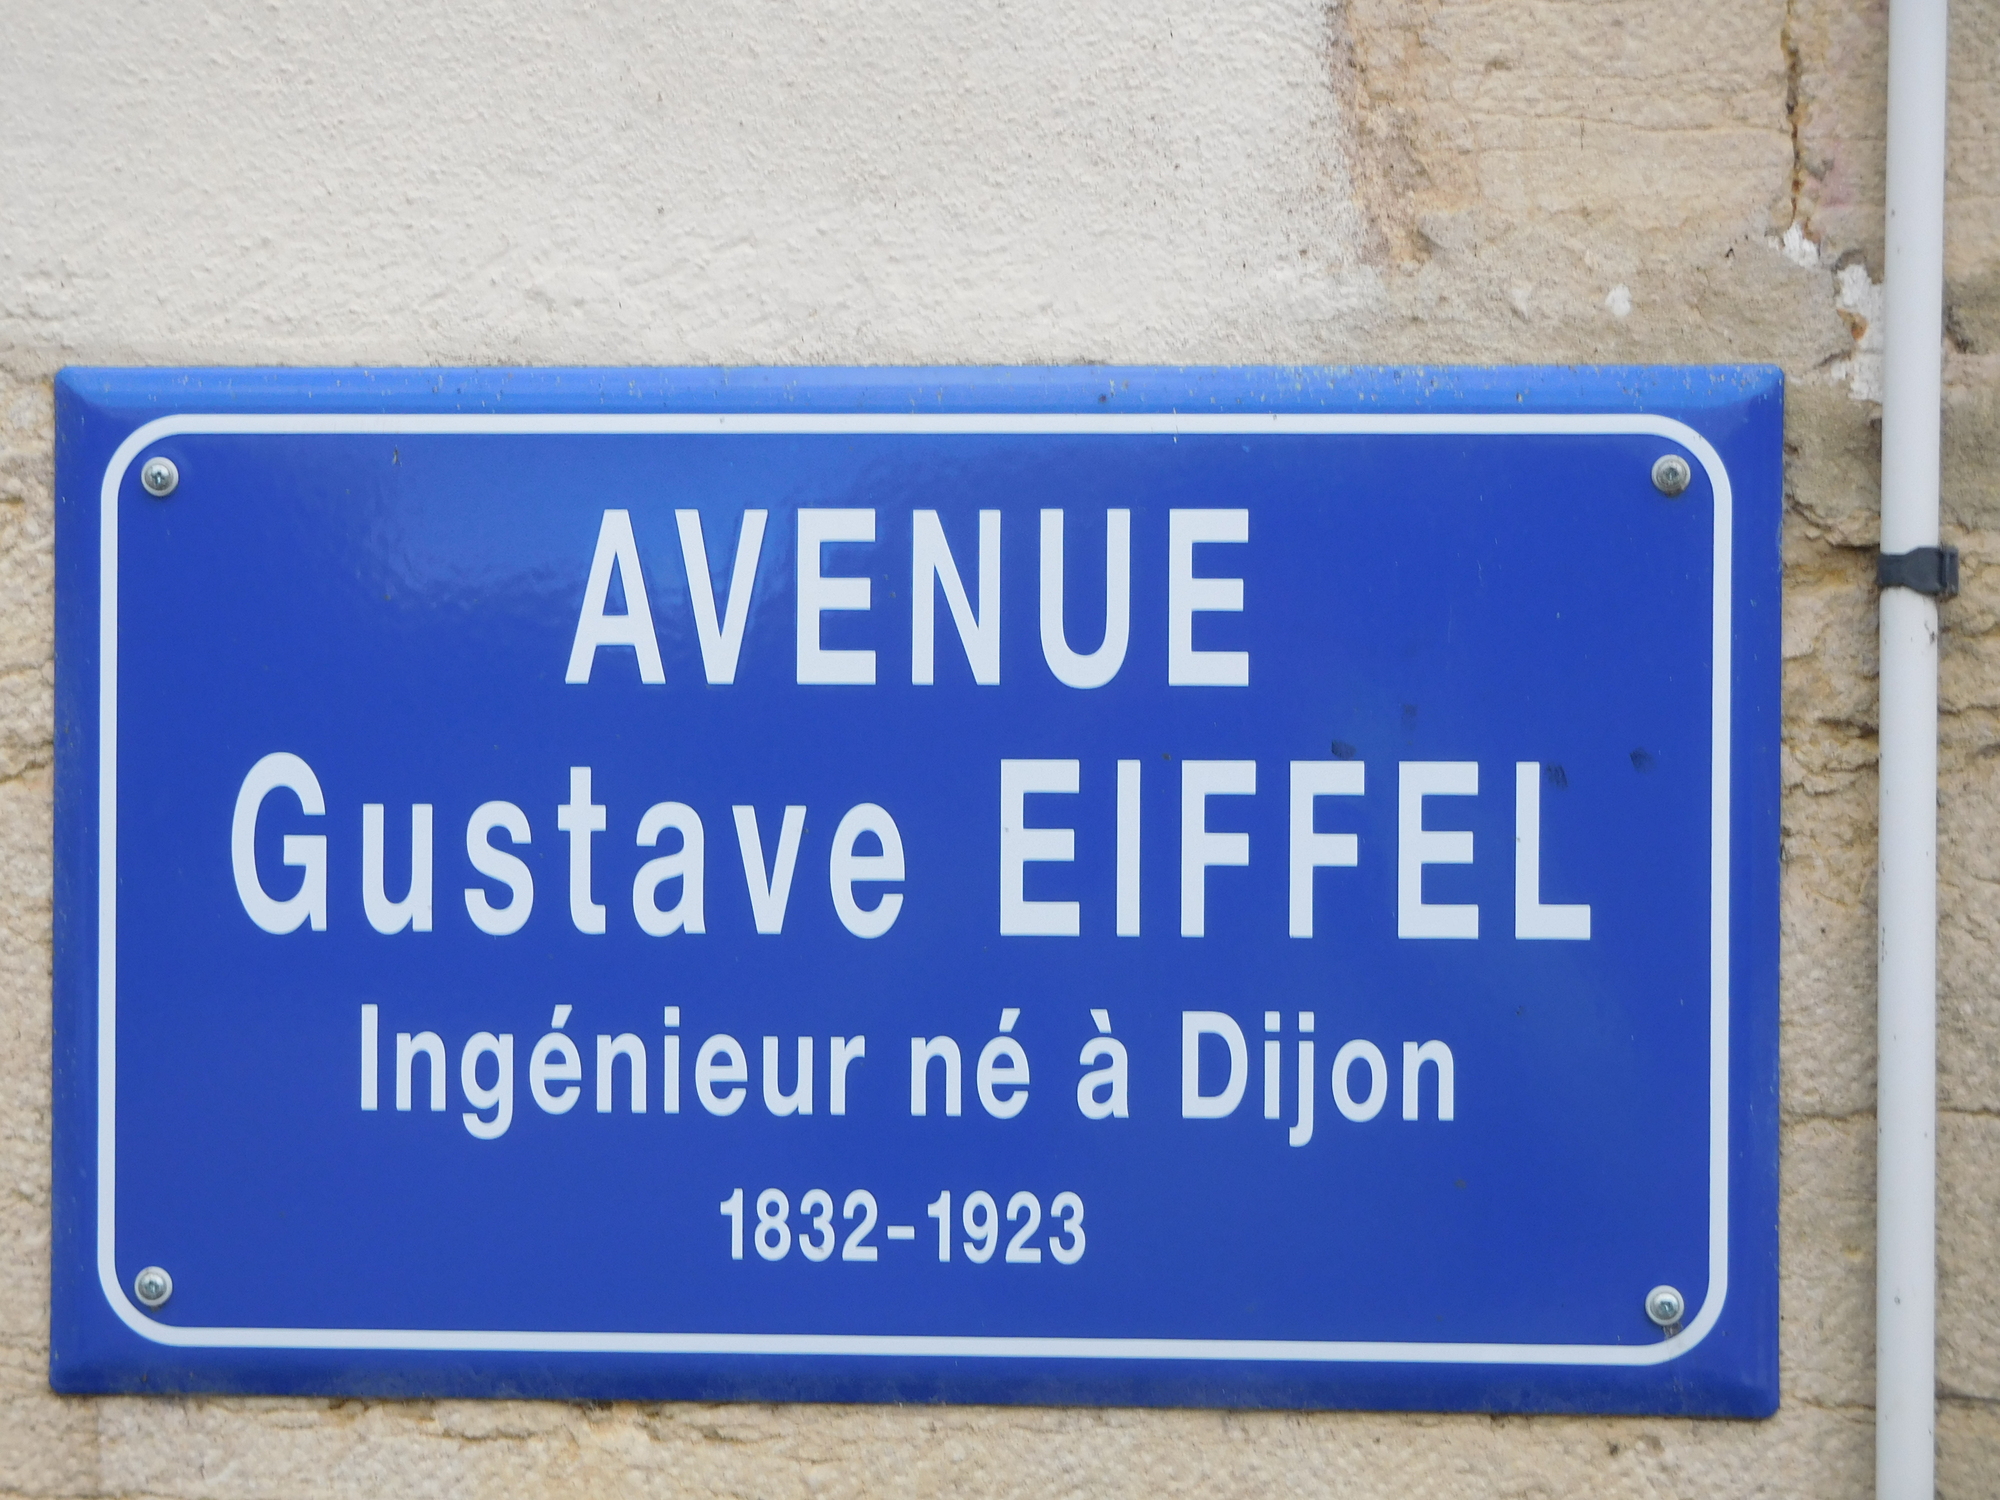 AVENUE
Gustave EIFFEL
Ingénieur né à Dijon
1832-1923